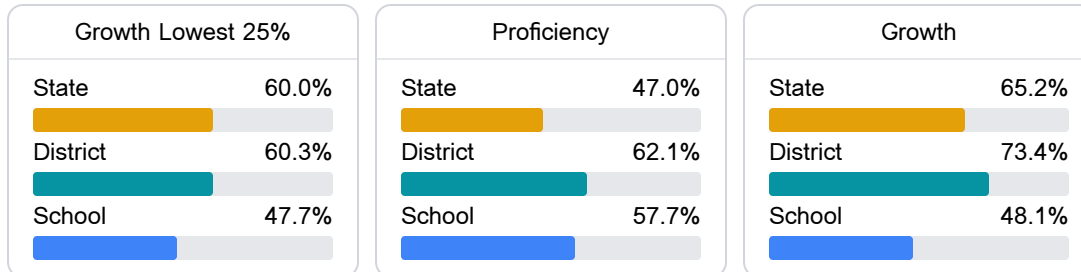 Growth Lowest 25%
State 60.0%
District 60.3%
School 47.7%
Proficiency
State 47.0%
District 62.1%
School 57.7%
Growth
State 65.2%
District 73.4%
School 48.1%